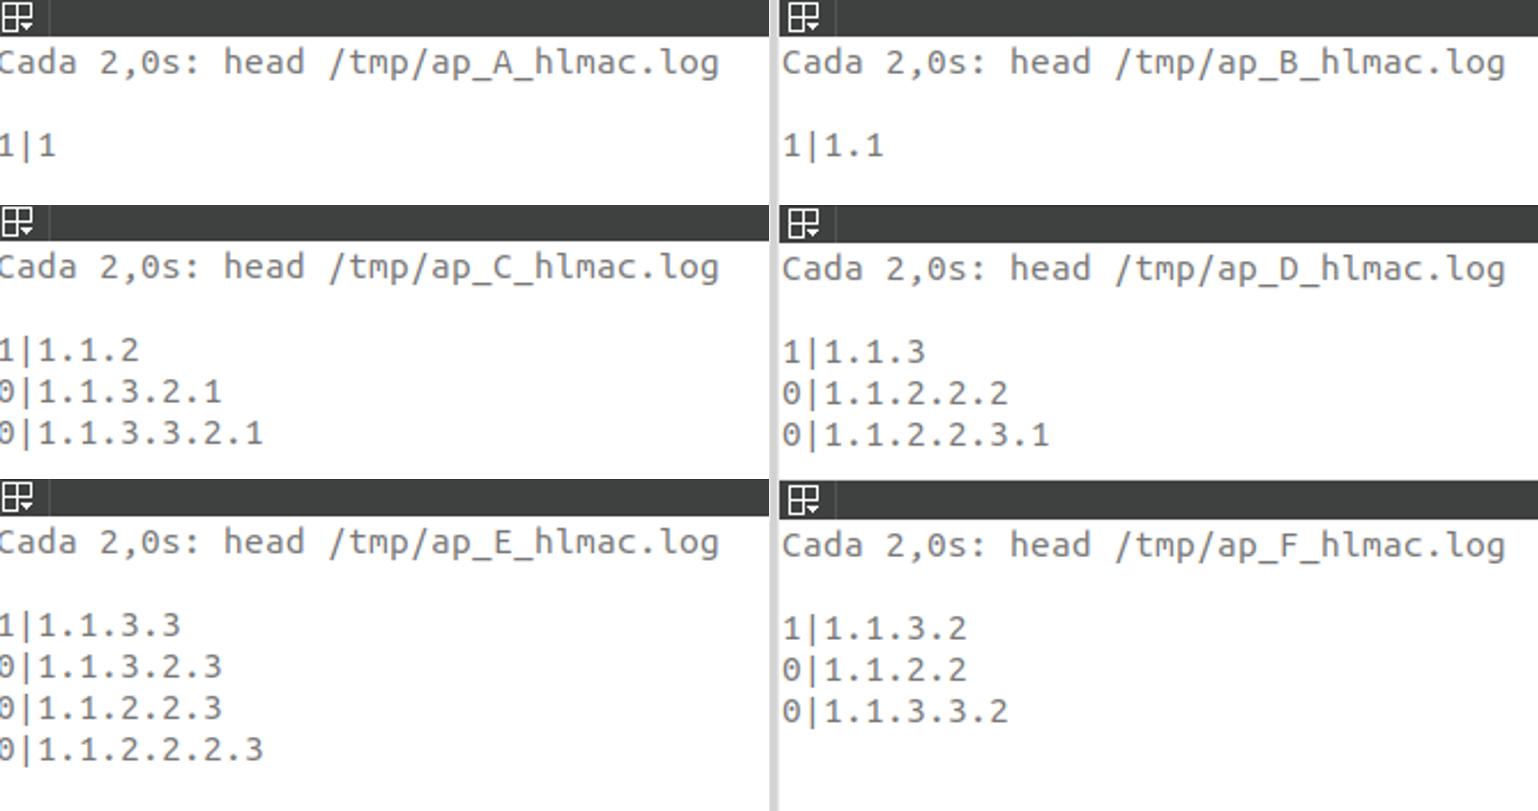 Cada 2,0s: head /tmp/ap_A_hlmac.log
1|1
Cada 2,0s: head /tmp/ap_B_hlmac.log
1|1.1
Cada 2,0s: head /tmp/ap_C_hlmac.log
1|1.1.2
0|1.1.3.2.1
0|1.1.3.3.2.1
Cada 2,0s: head /tmp/ap_D_hlmac.log
1|1.1.3
0|1.1.2.2.2
0|1.1.2.2.3.1
Cada 2,0s: head /tmp/ap_E_hlmac.log
1|1.1.3.3
0|1.1.3.2.3
0|1.1.2.2.3
0|1.1.2.2.2.3
Cada 2,0s: head /tmp/ap_F_hlmac.log
1|1.1.3.2
0|1.1.2.2
0|1.1.3.3.2